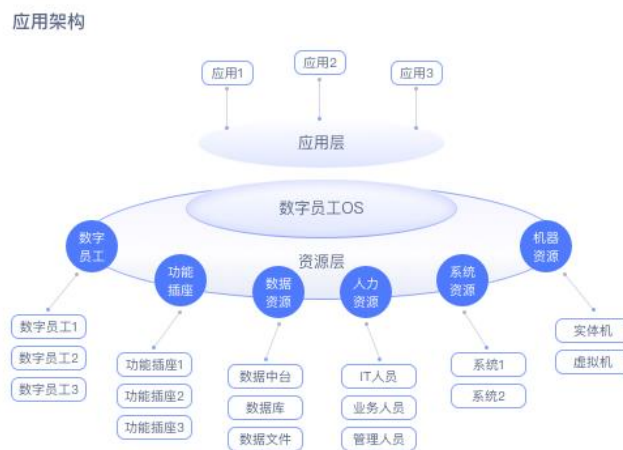 应用架构
应用1
应用2
应用3
应用层
数字员工OS
资源层
数字
员工
功能
插座
数据
资源
人力
资源
系统
资源
机器
资源
数字员工1
数字员工2
数字员工3
功能插座1
功能插座2
功能插座3
数据中台
数据库
数据文件
IT人员
业务人员
管理人员
系统1
系统2
实体机
虚拟机